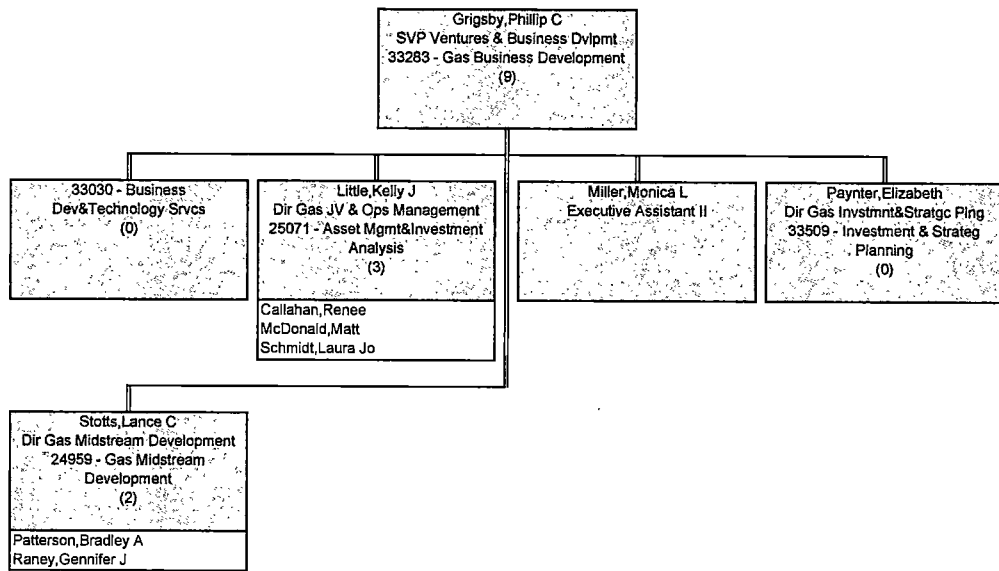 Grigsby,Phillip C
SVP Ventures & Business Dvlpmt
33283 - Gas Business Development
(9)
33030 - Business
Dev&Technology Srvcs
(0)
Little,Kelly J
Dir Gas JV & Ops Management
25071 - Asset Mgmt&Investment
Analysis
(3)
Callahan,Renee
McDonald,Matt
Schmidt,Laura Jo
Miller,Monica L
Executive Assistant II
Paynter,Elizabeth
Dir Gas Invstmnt&Stratgc Plng
33509 - Investment & Strateg
Planning
(0)
Stotts,Lance C
Dir Gas Midstream Development
24959 - Gas Midstream
Development
(2)
Patterson,Bradley A
Raney,Gennifer J